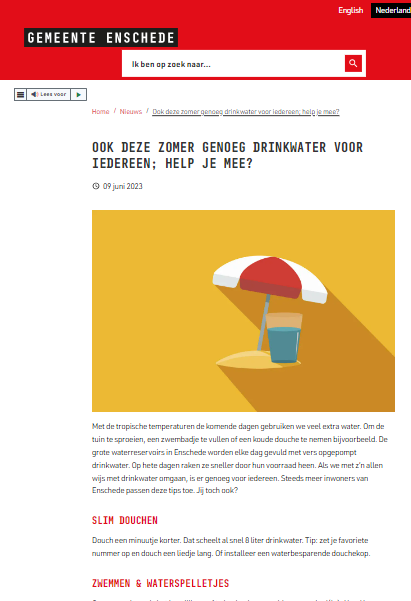 English Nederland
GEMEENTE ENSCHEDE
Ik ben op zoek naar...
Lees voor
Home / Nieuws / Ook deze zomer genoeg drinkwater voor iedereen; help je mee?
OOK DEZE ZOMER GENOEG DRINKWATER VOOR
IEDEREEN; HELP JE MEE?
09 juni 2023
Met de tropische temperaturen de komende dagen gebruiken we veel extra water. Om de
tuin te sproeien, een zwembadje te vullen of een koude douche te nemen bijvoorbeeld. De
grote waterreservoirs in Enschede worden elke dag gevuld met vers opgepompt
drinkwater. Op hete dagen raken ze sneller door hun voorraad heen. Als we met z'n allen
wijs met drinkwater omgaan, is er genoeg voor iedereen. Steeds meer inwoners van
Enschede passen deze tips toe. Jij toch ook?
SLIM DOUCHEN
Douch een minuutje korter. Dat scheelt al snel 8 liter drinkwater. Tip: zet je favoriete
nummer op en douch een liedje lang. Of installeer een waterbesparende douchekop.
ZWEMMEN & WATERSPELLETJES